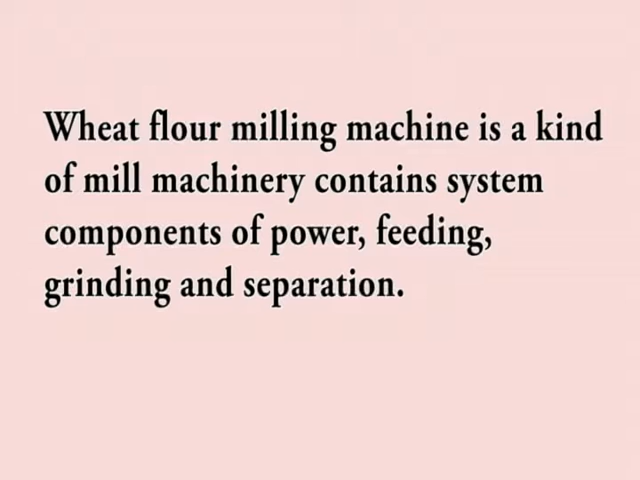 Wheat flour milling machine is a kind
of mill machinery contains system
components of power, feeding,
grinding and separation.